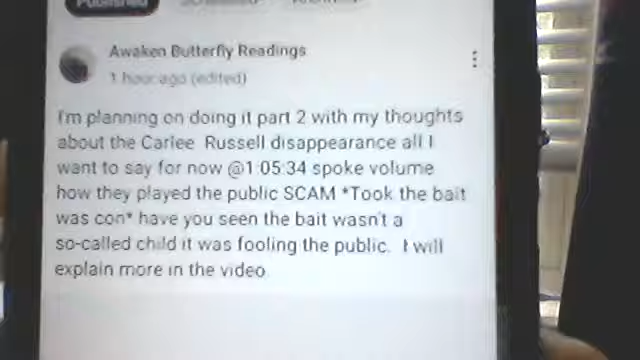 Published
Awaken Butterfly Readings
1 hour ago (edited)
I'm planning on doing it part 2 with my thoughts
about the Carlee Russell disappearance all I
want to say for now @1:05:34 spoke volume
how they played the public SCAM *Took the bait
was con* have you seen the bait wasn't a
so-called child it was fooling the public. I will
explain more in the video